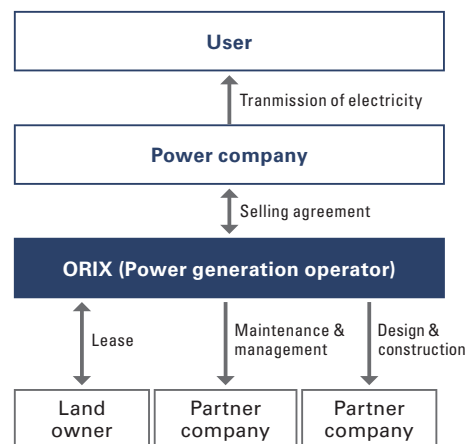 User
Tranmission of electricity
Power company
Selling agreement
ORIX (Power generation operator)
Lease
Maintenance &
management
Design &
construction
Land
owner
Partner
company
Partner
company